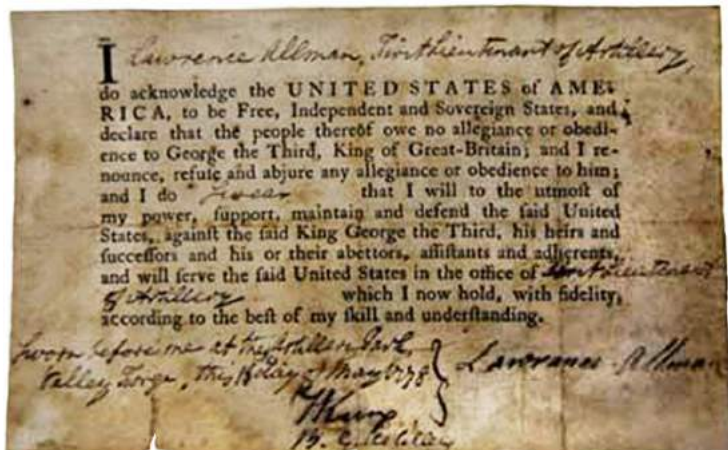 I Lawrence Allman, First Lieutenant of Artillery,
do acknowledge the UNITED STATES of AME-
RICA, to be Free, Independent and Sovereign States, and
declare that the people thereof owe no allegiance or obedi-
ence to George the Third, King of Great-Britain; and I re-
nounce, refuse and abjure any allegiance or obedience to him;
and I do swear that I will to the utmost of
my power, support, maintain and defend the said United
States, against the said King George the Third, his heirs and
successors and his or their abettors, assistants and adherents,
and will serve the said United States in the office of Lieutenant
of Artillery which I now hold, with fidelity,
according to the best of my skill and understanding.
Sworn before me at the Artillery Park
Valley Forge, this day of May 1778
Lawrance Allman